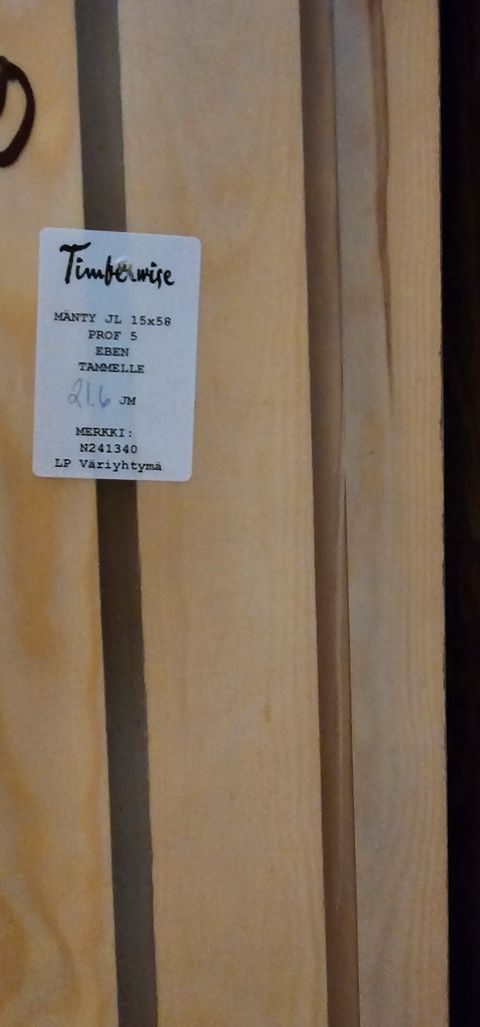 Timberwise
MÄNTY JL 15x58
PROF 5
EBEN
TAMMELLE
21.6 JM
MERKKI:
N241340
LP Väriyhtymä